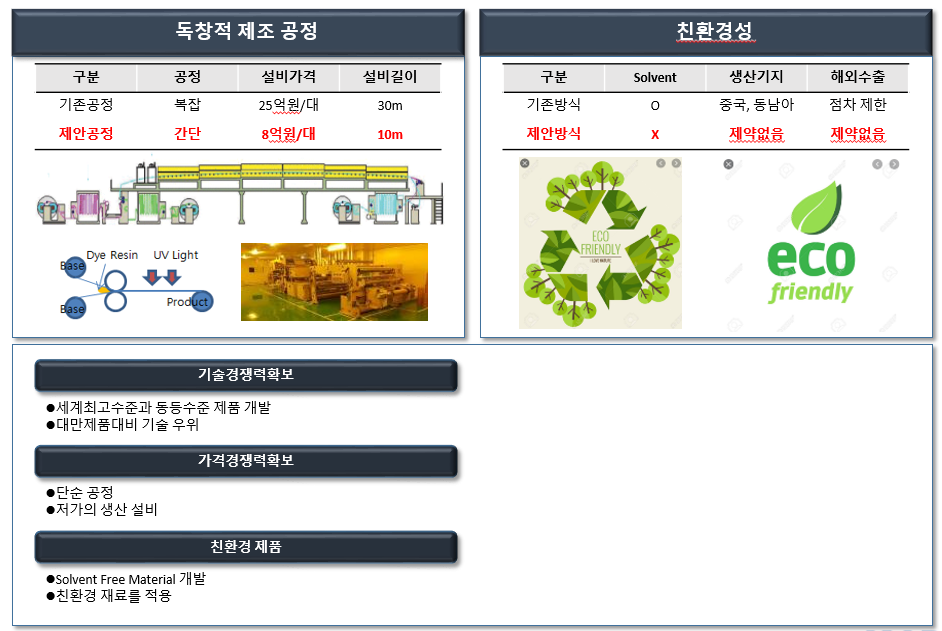 독창적 제조 공정
구분 공정 설비가격 설비길이
기존공정 복잡 25억원/대 30m
제안공정 간단 8억원/대 10m
Dye Resin UV Light
Base
Base
Product
친환경성
구분 Solvent 생산기지 해외수출
기존방식 O 중국, 동남아 점차 제한
제안방식 X 제약없음 제약없음
ECO
FRIENDLY
eco
friendly
기술경쟁력확보
●세계최고수준과 동등수준 제품 개발
●대만제품대비 기술 우위
가격경쟁력확보
●단순 공정
●저가의 생산 설비
친환경 제품
●Solvent Free Material 개발
●친환경 재료를 적용